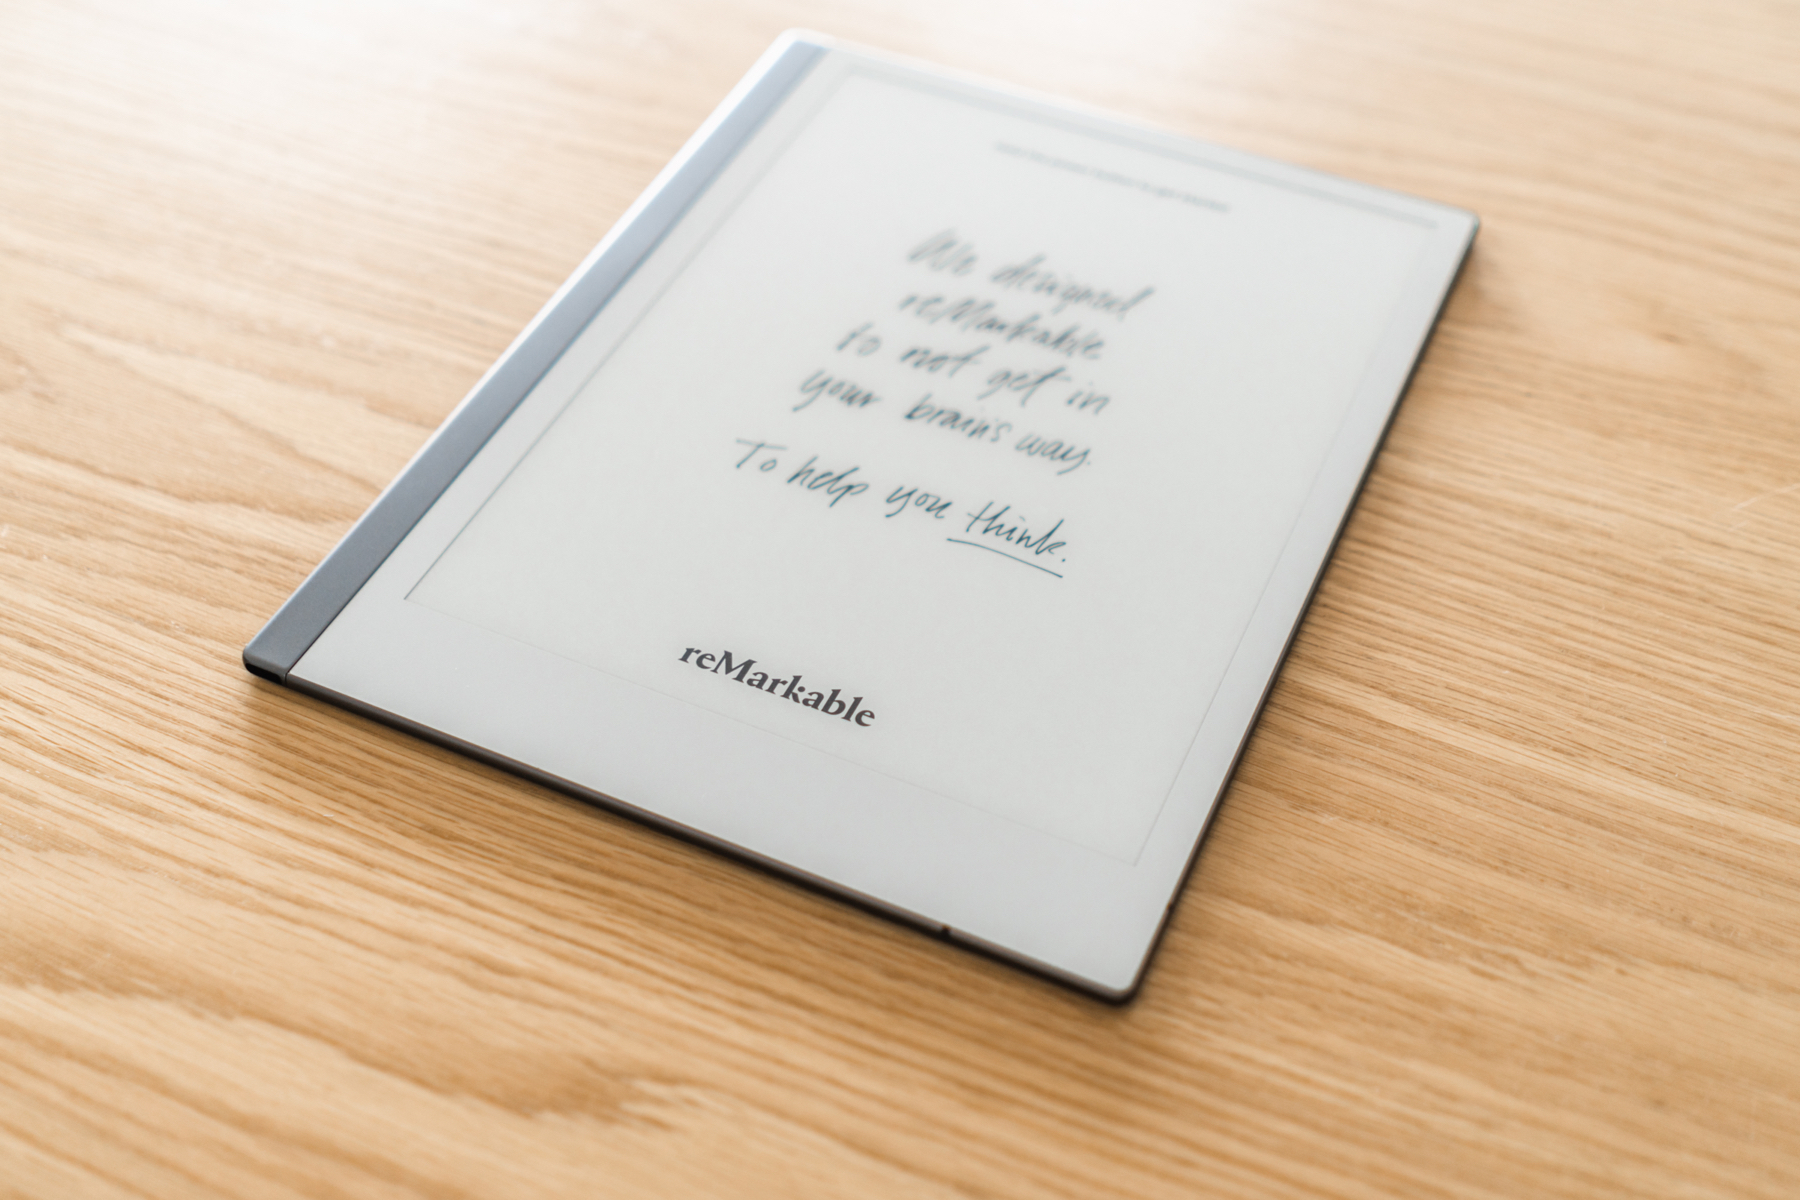 We designed
reMarkable
to not get in
your brain's way.
To help you think.
reMarkable